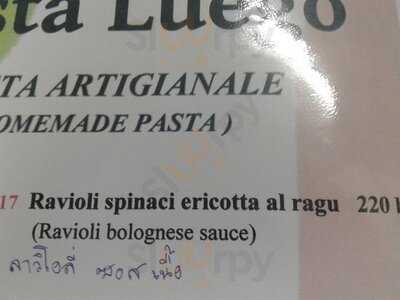 sta Luego
TA ARTIGIANALE
OMEMADE PASTA )
17 Ravioli spinaci ericotta al ragu 220
(Ravioli bolognese sauce)
ลาวิโอลี่ ซอส เนื้อ